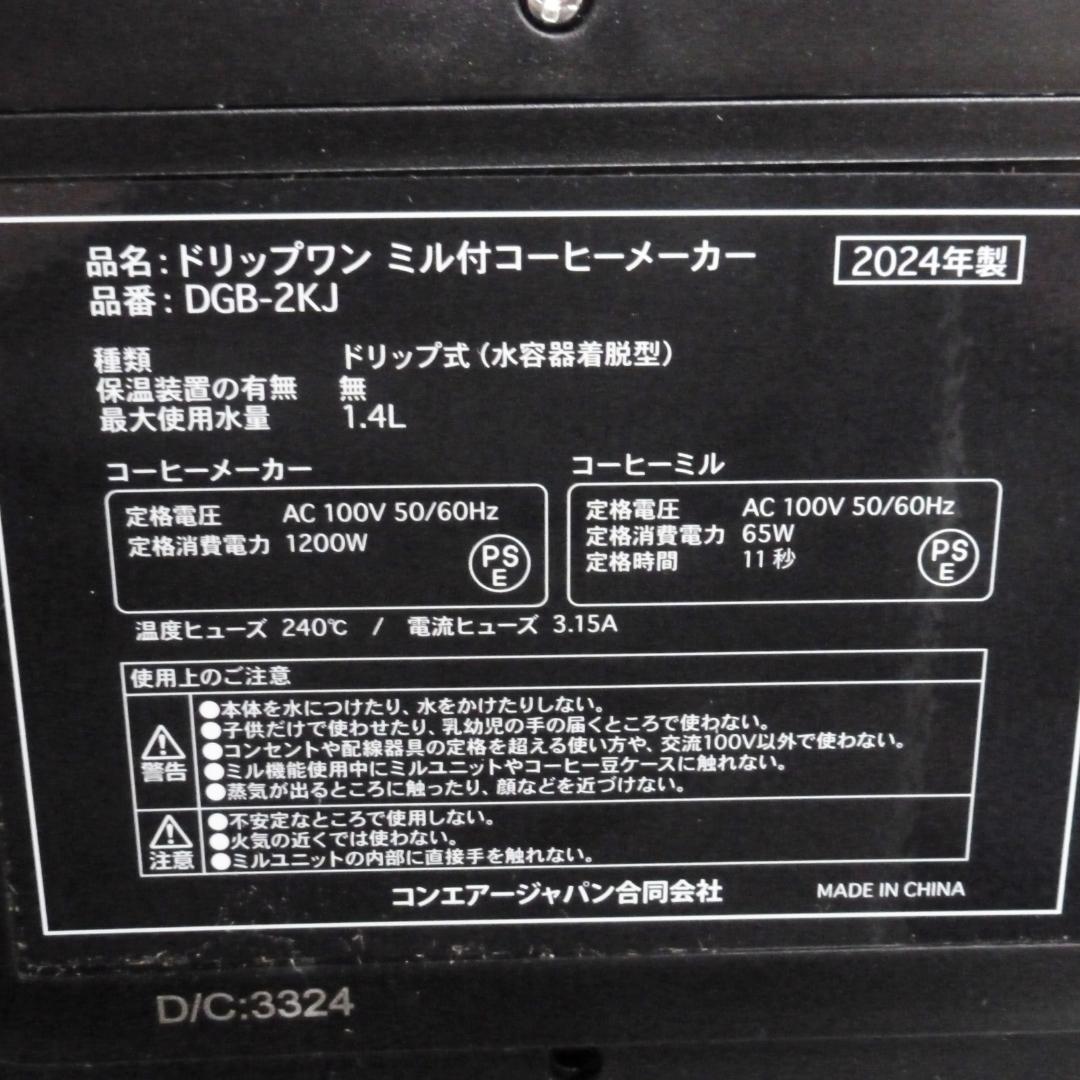 品名:ドリップワン ミル付コーヒーメーカー
2024年製
品番:DGB-2KJ
種類 ドリップ式(水容器着脱型)
保温装置の有無 無
最大使用水量 1.4L
コーヒーメーカー
定格電圧 AC 100V 50/60Hz
定格消費電力 1200W
PS
E
コーヒーミル
定格電圧 AC 100V 50/60Hz
定格消費電力 65W
定格時間 11秒
PS
E
温度ヒューズ 240℃ / 電流ヒューズ 3.15A
使用上のご注意
警告
●本体を水につけたり、水をかけたりしない。
●子供だけで使わせたり、乳幼児の手の届くところで使わない。
●コンセントや配線器具の定格を超える使い方や、交流100V以外で使わない。
●ミル機能使用中にミルユニットやコーヒー豆ケースに触れない。
●蒸気が出るところに触ったり、顔などを近づけない。
注意
●不安定なところで使用しない。
●火気の近くでは使わない。
●ミルユニットの内部に直接手を触れない。
コンエアージャパン合同会社
MADE IN CHINA
D/C:3324